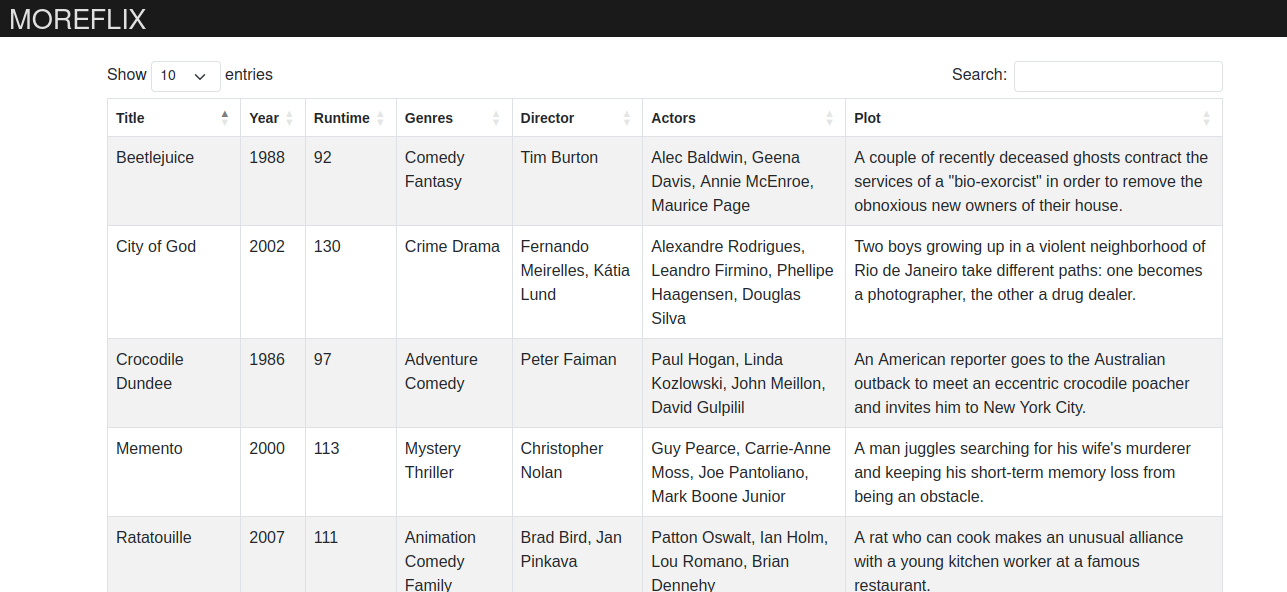 MOREFLIX
Show 10 entries
Search:
Title Year Runtime Genres Director Actors Plot
Beetlejuice 1988 92 Comedy Tim Burton Alec Baldwin, Geena A couple of recently deceased ghosts contract the
Fantasy Davis, Annie McEnroe, services of a "bio-exorcist" in order to remove the
Maurice Page obnoxious new owners of their house.
City of God 2002 130 Crime Drama Fernando Alexandre Rodrigues, Two boys growing up in a violent neighborhood of
Meirelles, Kátia Leandro Firmino, Phellipe Rio de Janeiro take different paths: one becomes
Lund Haagensen, Douglas a photographer, the other a drug dealer.
Silva
Crocodile 1986 97 Adventure Peter Faiman Paul Hogan, Linda An American reporter goes to the Australian
Dundee Comedy Kozlowski, John Meillon, outback to meet an eccentric crocodile poacher
David Gulpilil and invites him to New York City.
Memento 2000 113 Mystery Christopher Guy Pearce, Carrie-Anne A man juggles searching for his wife's murderer
Thriller Nolan Moss, Joe Pantoliano, and keeping his short-term memory loss from
Mark Boone Junior being an obstacle.
Ratatouille 2007 111 Animation Brad Bird, Jan Patton Oswalt, Ian Holm, A rat who can cook makes an unusual alliance
Comedy Pinkava Lou Romano, Brian with a young kitchen worker at a famous
Family Dennehy restaurant.